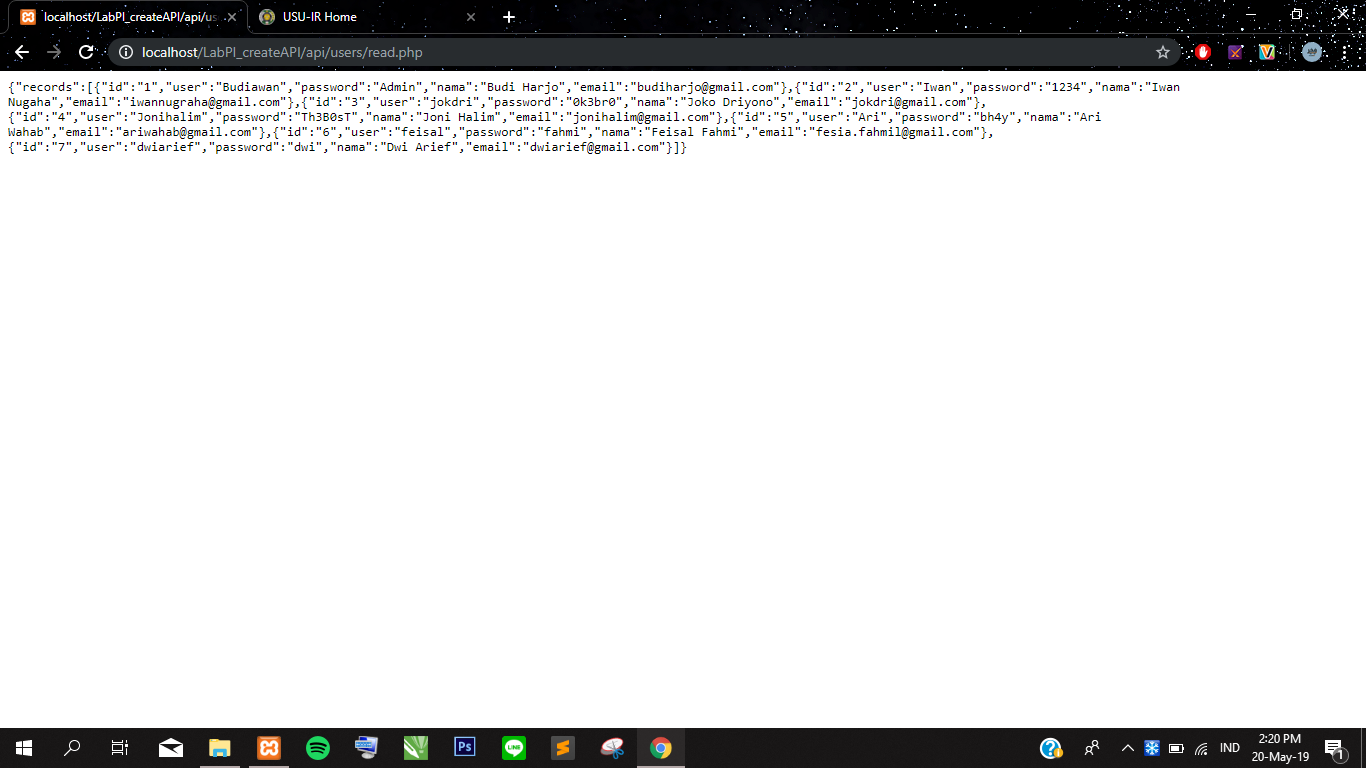 localhost/LabPI_createAPI/api/us
USU-IR Home
localhost/LabPI_createAPI/api/users/read.php
{"records":[{"id":"1","user":"Budiawan","password":"Admin","nama":"Budi Harjo","email":"budiharjo@gmail.com"},{"id":"2","user":"Iwan","password":"1234","nama":"Iwan
Nugaha","email":"iwannugraha@gmail.com"},{"id":"3","user":"jokdri","password":"0k3br0","nama":"Joko Driyono","email":"jokdri@gmail.com"},
{"id":"4","user":"Jonihalim","password":"Th3B0sT","nama":"Joni Halim","email":"jonihalim@gmail.com"},{"id":"5","user":"Ari","password":"bh4y","nama":"Ari
Wahab","email":"ariwahab@gmail.com"},{"id":"6","user":"feisal","password":"fahmi","nama":"Feisal Fahmi","email":"fesia.fahmil@gmail.com"},
{"id":"7","user":"dwiarief","password":"dwi","nama":"Dwi Arief","email":"dwiarief@gmail.com"}]}
Ps
LINE
IND
2:20 PM
20-May-19
1